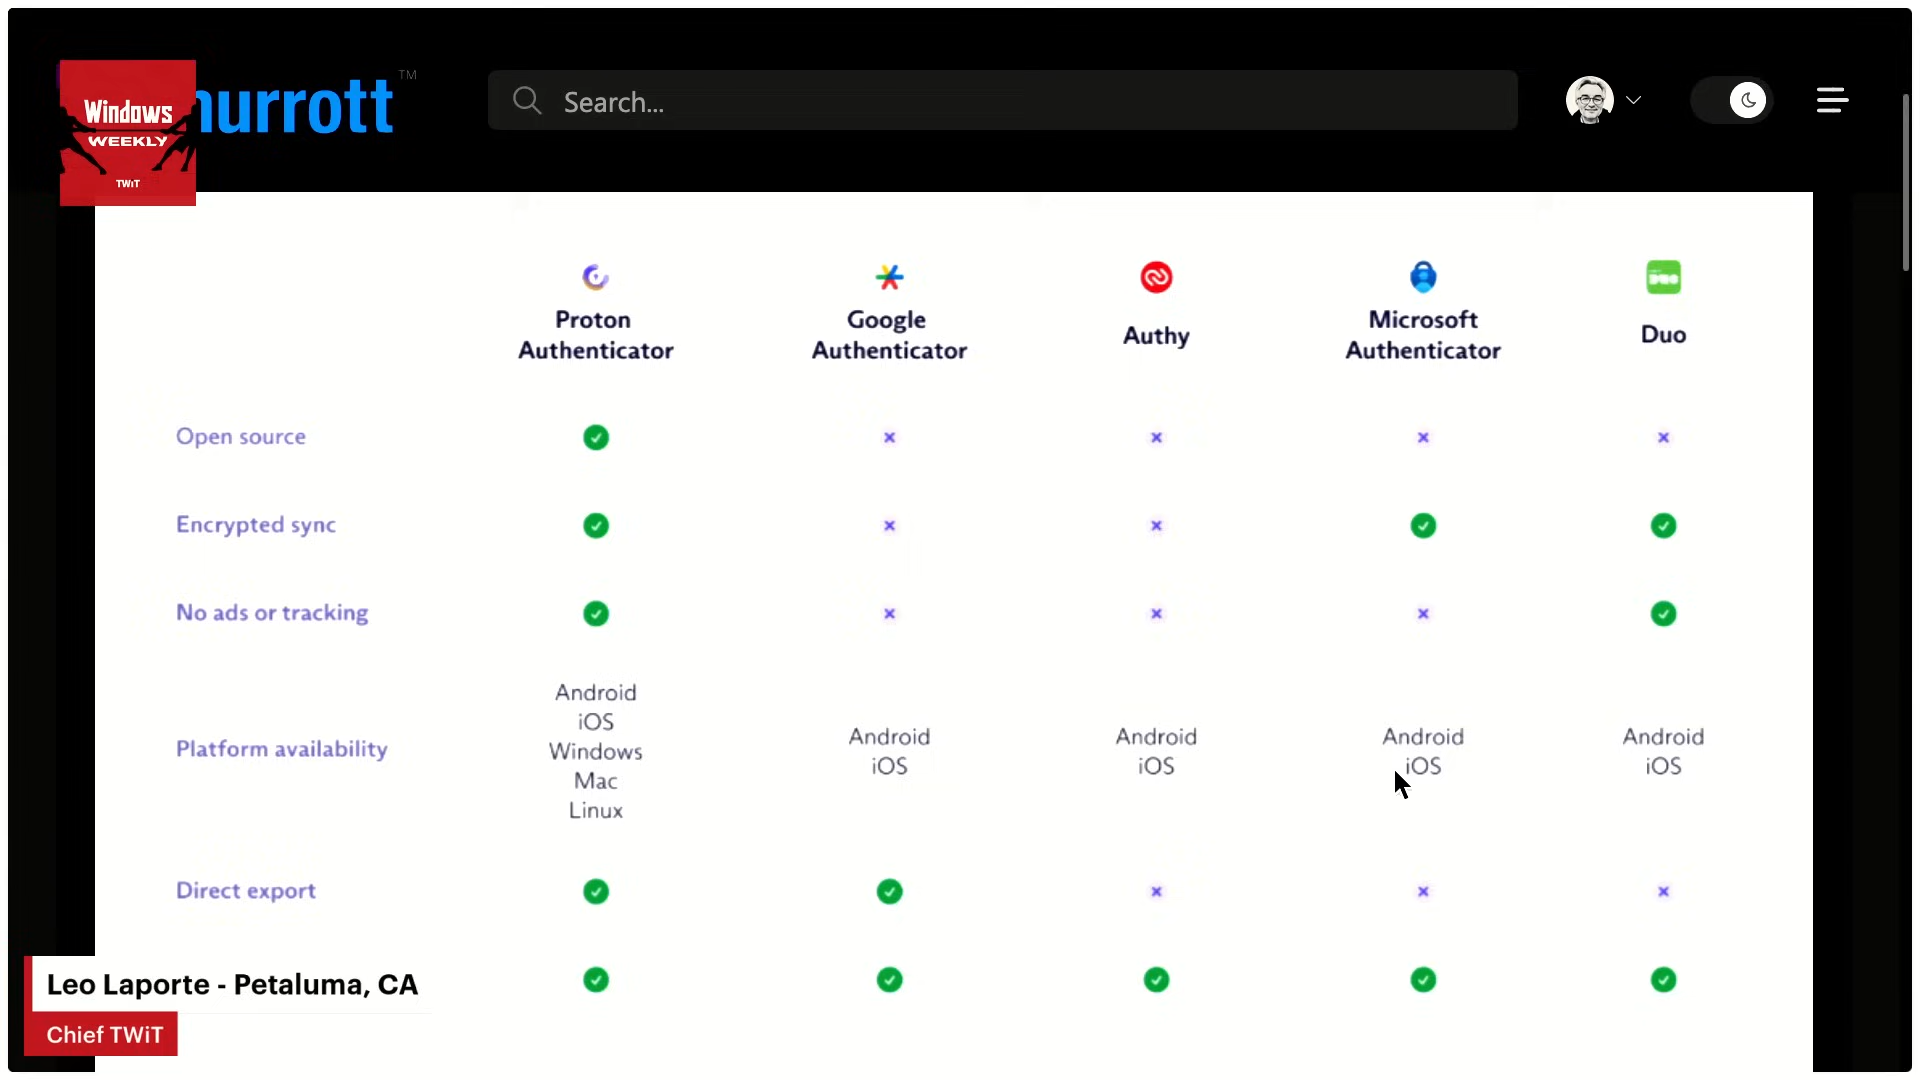 Windows
WEEKLY
TWiT
hurrott
TM
Search...
Proton
Authenticator
Google
Authenticator
Authy
Microsoft
Authenticator
Duo
Open source
Encrypted sync
No ads or tracking
Platform availability
Android
iOS
Windows
Mac
Linux
Android
iOS
Android
iOS
Android
iOS
Android
iOS
Direct export
Leo Laporte - Petaluma, CA
Chief TWiT